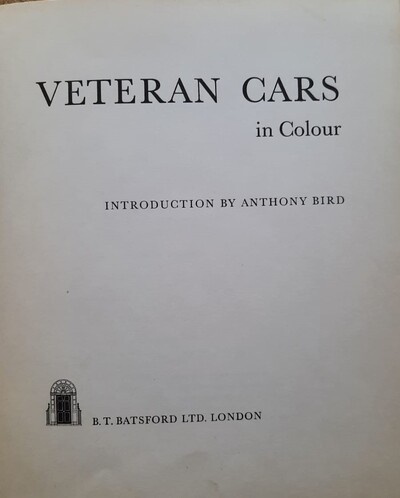 VETERAN CARS
in Colour
INTRODUCTION BY ANTHONY BIRD
B. T. BATSFORD LTD. LONDON